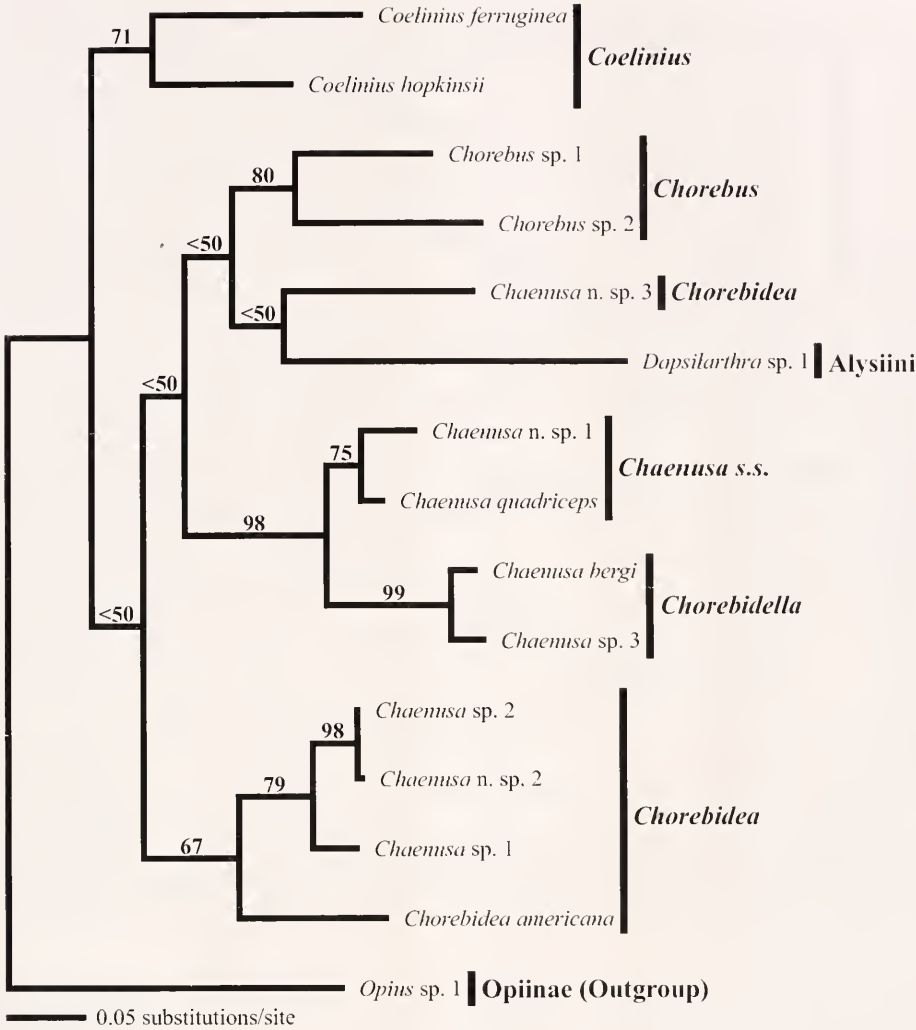 Coelinius ferruginea
71
Coelinius
Coelinius hopkinsii
Chorebus sp. 1
80
Chorebus
Chorebus sp. 2
<50
Chaenusa n. sp. 3 Chorebidea
<50
Dapsilarthra sp. 1 Alysiini
<50
Chaenusa n. sp. 1
75
Chaenusa s.s.
Chaenusa quadriceps
98
Chaenusa bergi
99
Chorebidella
<50
Chaenusa sp. 3
Chaenusa sp. 2
98
Chaenusa n. sp. 2
79
Chorebidea
Chaenusa sp. 1
67
Chorebidea americana
Opius sp. 1 Opiinae (Outgroup)
0.05 substitutions/site